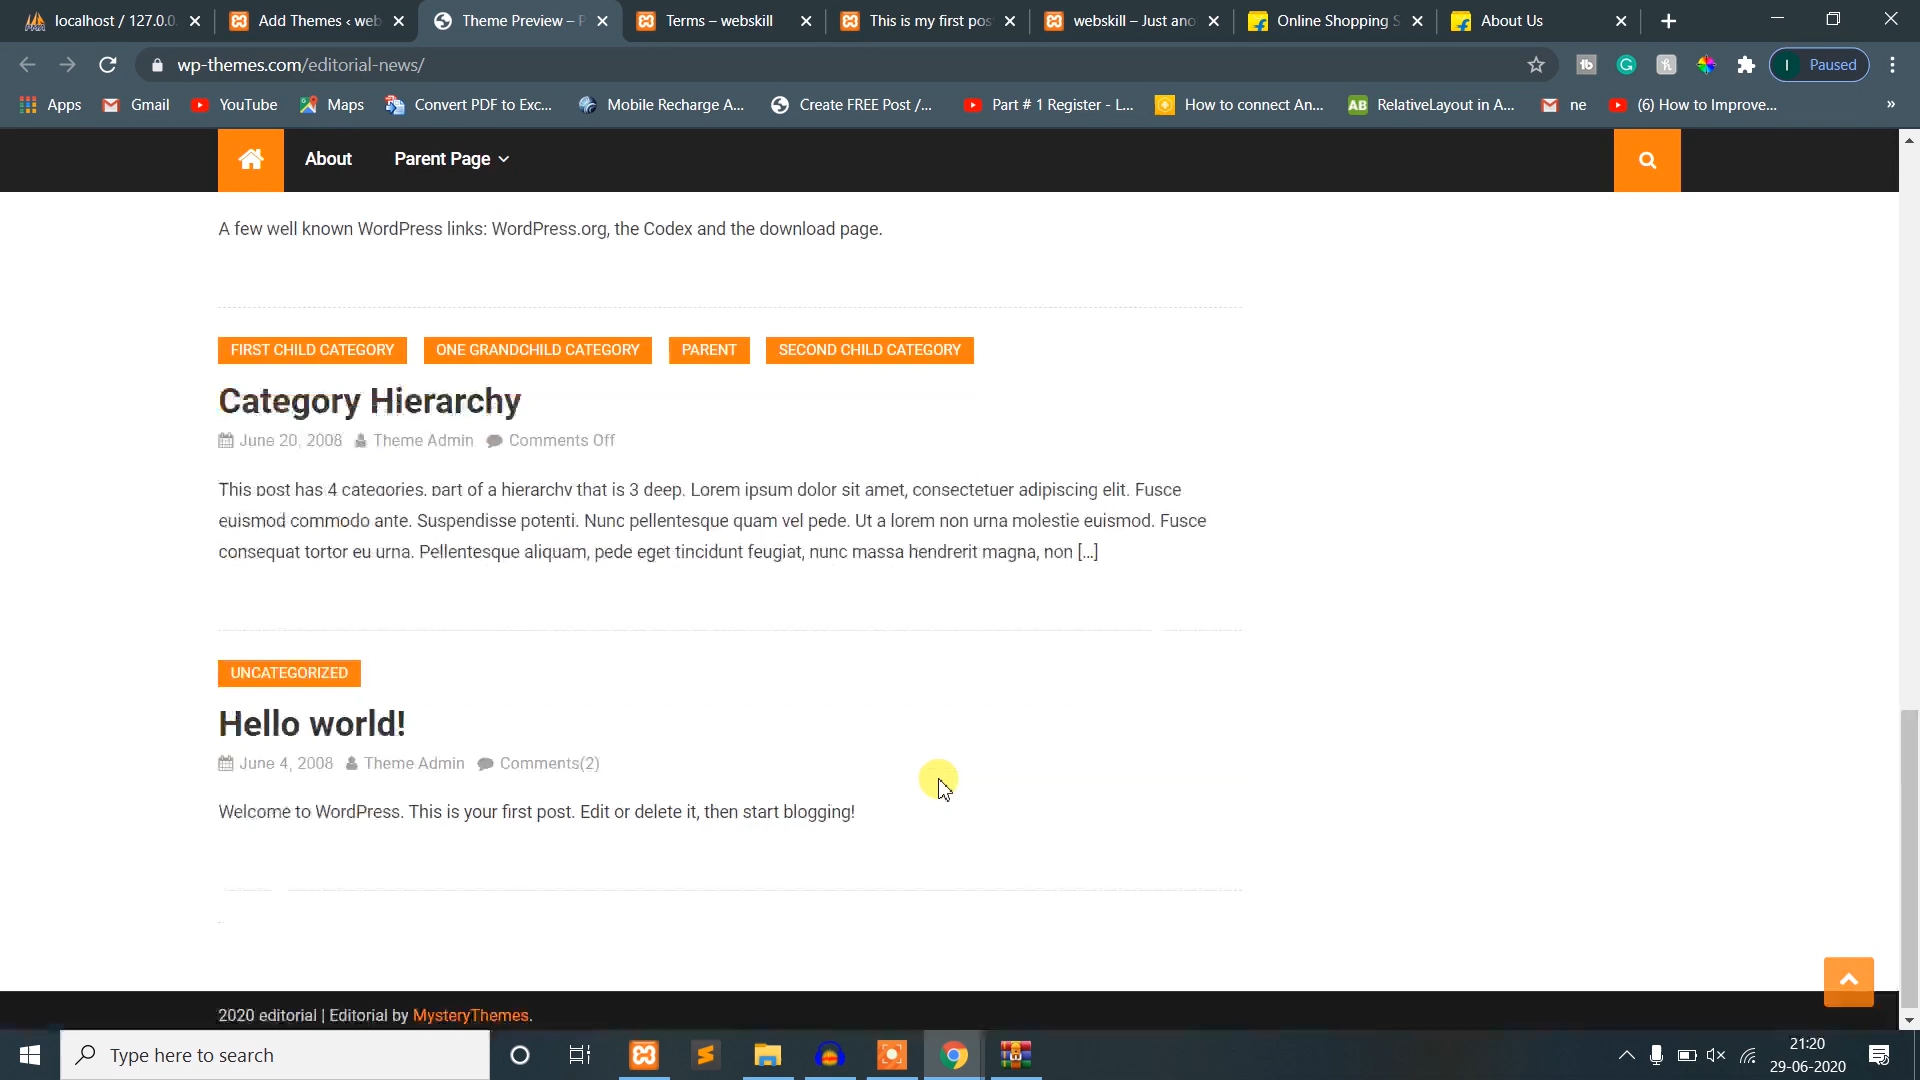 localhost / 127.0.0. Add Themes ‹ web Theme Preview – P Terms – webskill This is my first pos webskill – Just ano Online Shopping S About Us
wp-themes.com/editorial-news/ Paused
Apps Gmail YouTube Maps Convert PDF to Exc... Mobile Recharge A... Create FREE Post /... Part # 1 Register - L... How to connect An... RelativeLayout in A... ne (6) How to Improve... »
About Parent Page
A few well known WordPress links: WordPress.org, the Codex and the download page.
FIRST CHILD CATEGORY ONE GRANDCHILD CATEGORY PARENT SECOND CHILD CATEGORY
Category Hierarchy
June 20, 2008 Theme Admin Comments Off
This post has 4 categories, part of a hierarchy that is 3 deep. Lorem ipsum dolor sit amet, consectetuer adipiscing elit. Fusce
euismod commodo ante. Suspendisse potenti. Nunc pellentesque quam vel pede. Ut a lorem non urna molestie euismod. Fusce
consequat tortor eu urna. Pellentesque aliquam, pede eget tincidunt feugiat, nunc massa hendrerit magna, non [...]
UNCATEGORIZED
Hello world!
June 4, 2008 Theme Admin Comments(2)
Welcome to WordPress. This is your first post. Edit or delete it, then start blogging!
2020 editorial | Editorial by MysteryThemes.
Type here to search
21:20
29-06-2020